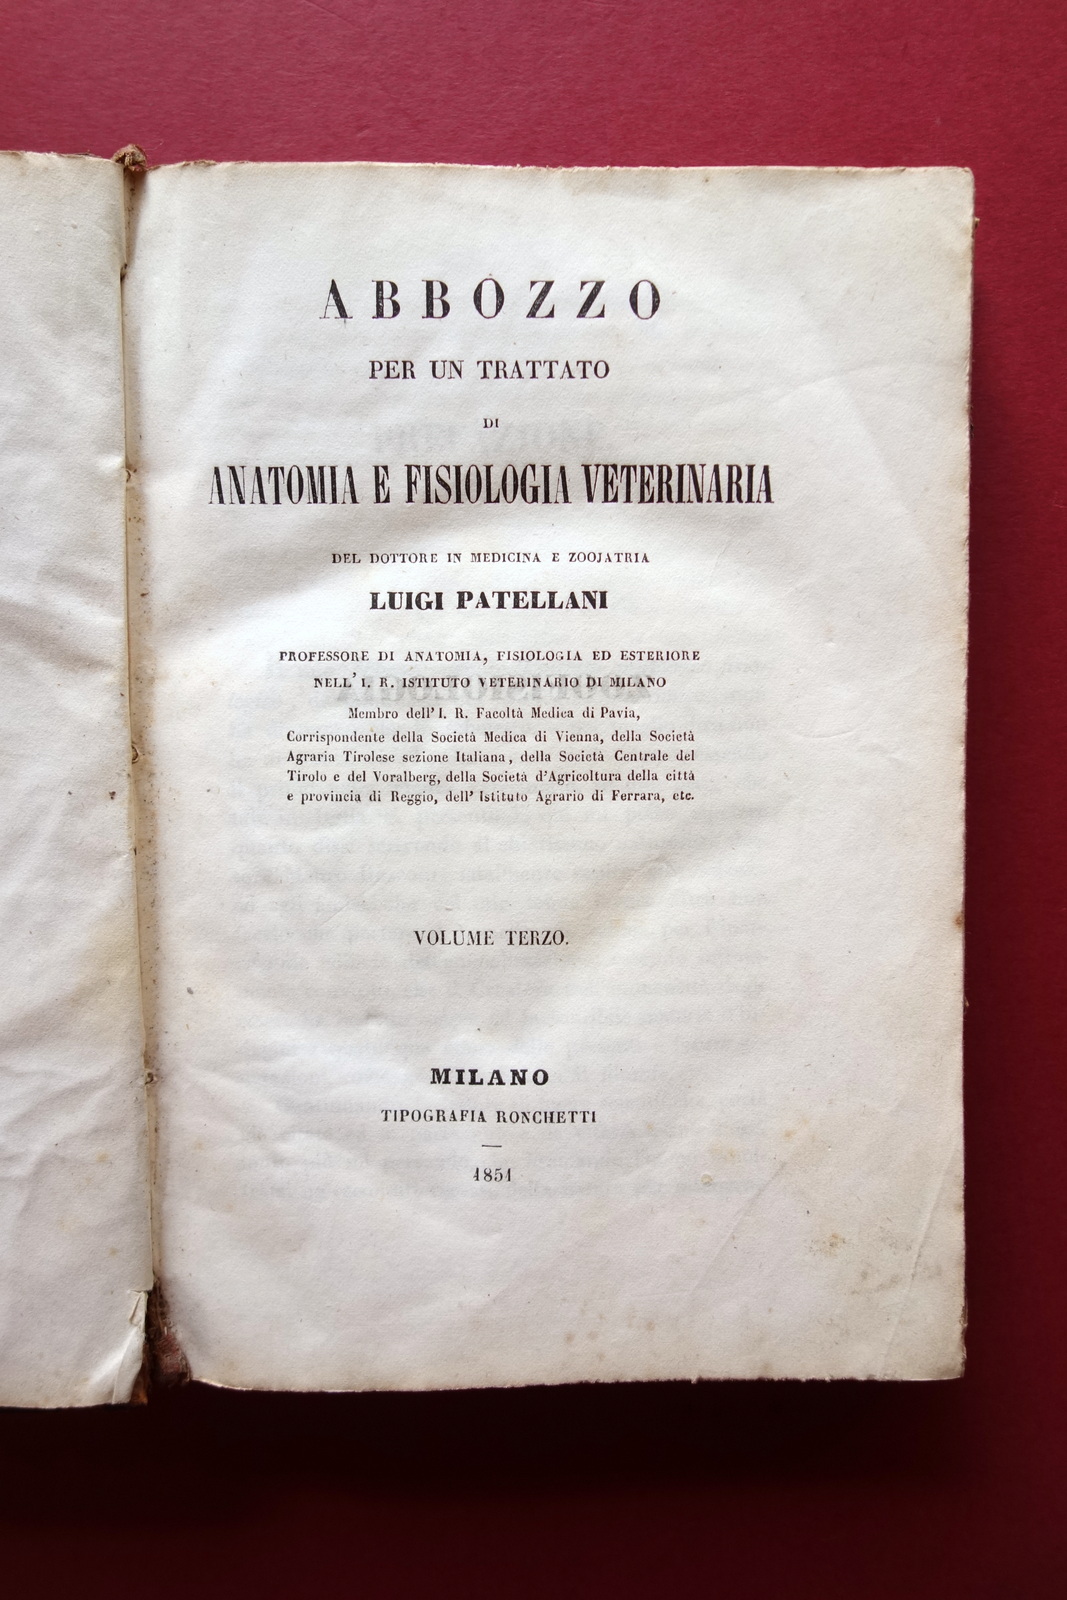 ABBOZZO
PER UN TRATTATO
DI
ANATOMIA E FISIOLOGIA VETERINARIA
DEL DOTTORE IN MEDICINA E ZOOJATRIA
LUIGI PATELLANI
PROFESSORE DI ANATOMIA, FISIOLOGIA ED ESTERIORE
NELL' I. R. ISTITUTO VETERINARIO DI MILANO
Membro dell' I. R. Facoltà Medica di Pavia,
Corrispondente della Società Medica di Vienna, della Società
Agraria Tirolese sezione Italiana, della Società Centrale del
Tirolo e del Voralberg, della Società d'Agricoltura della città
e provincia di Reggio, dell' Istituto Agrario di Ferrara, etc.
VOLUME TERZO.
MILANO
TIPOGRAFIA RONCHETTI
—
1851